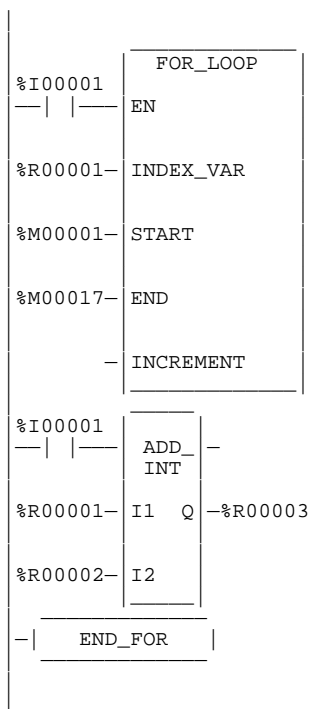 FOR_LOOP
%I00001
EN
%R00001 INDEX_VAR
%M00001 START
%M00017 END
INCREMENT
%I00001
ADD_
INT
%R00001 I1 Q %R00003
%R00002 I2
END_FOR